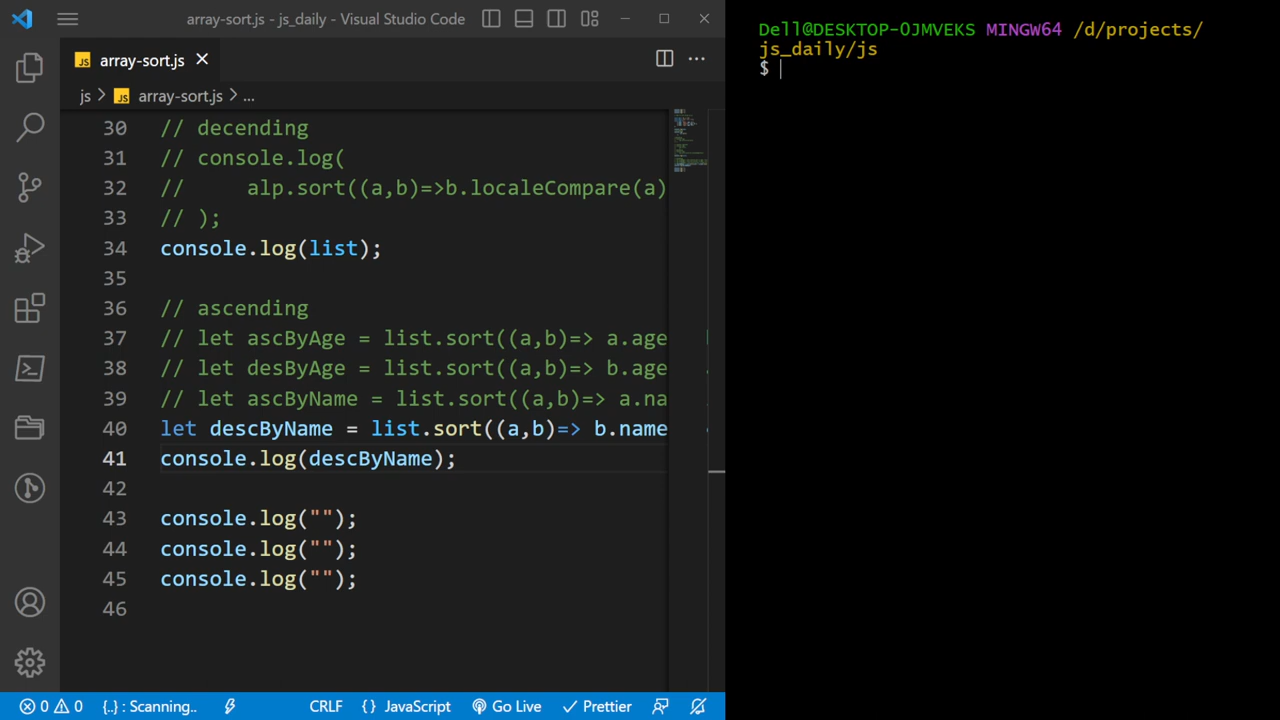 array-sort.js - js_daily - Visual Studio Code
JS array-sort.js
js > JS array-sort.js > ...
30 // decending
31 // console.log(
32 //     alp.sort((a,b)=>b.localeCompare(a)
33 // );
34 console.log(list);
35
36 // ascending
37 // let ascByAge = list.sort((a,b)=> a.age
38 // let desByAge = list.sort((a,b)=> b.age
39 // let ascByName = list.sort((a,b)=> a.na
40 let descByName = list.sort((a,b)=> b.name
41 console.log(descByName);
42
43 console.log("");
44 console.log("");
45 console.log("");
46
0 0 {..} : Scanning.. CRLF {} JavaScript Go Live Prettier
Dell@DESKTOP-OJMVEKS MINGW64 /d/projects/
js_daily/js
$